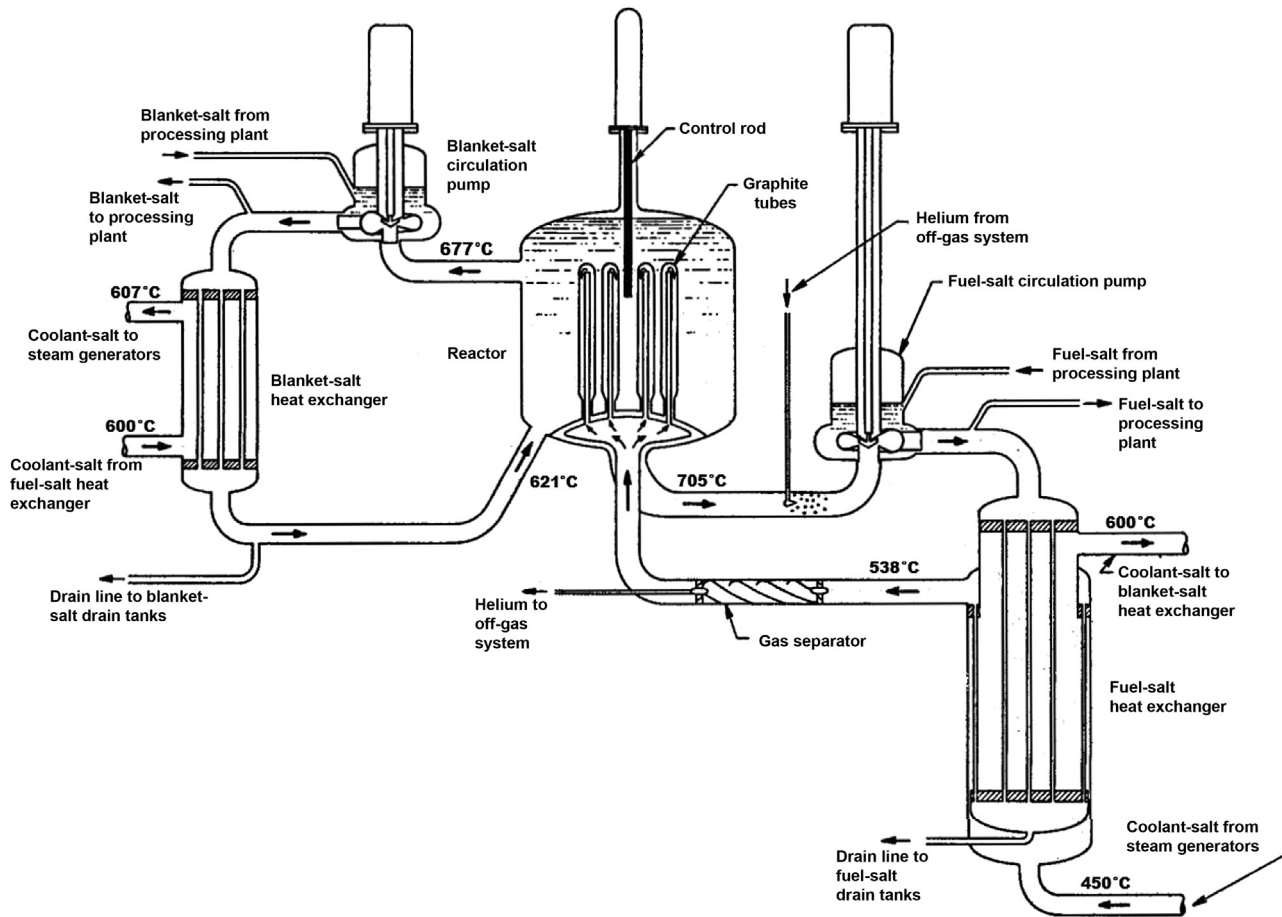 Blanket-salt from
processing plant
Blanket-salt
to processing
plant
Blanket-salt
circulation
pump
Control rod
Graphite
tubes
Helium from
off-gas system
Fuel-salt circulation pump
677°C
607°C
Coolant-salt to
steam generators
Reactor
Blanket-salt
heat exchanger
Fuel-salt from
processing plant
Fuel-salt to
processing
plant
600°C
Coolant-salt from
fuel-salt heat
exchanger
621°C
705°C
600°C
Coolant-salt to
blanket-salt
heat exchanger
538°C
Drain line to blanket-
salt drain tanks
Helium to
off-gas
system
Gas separator
Fuel-salt
heat exchanger
Drain line to
fuel-salt
drain tanks
Coolant-salt from
steam generators
450°C